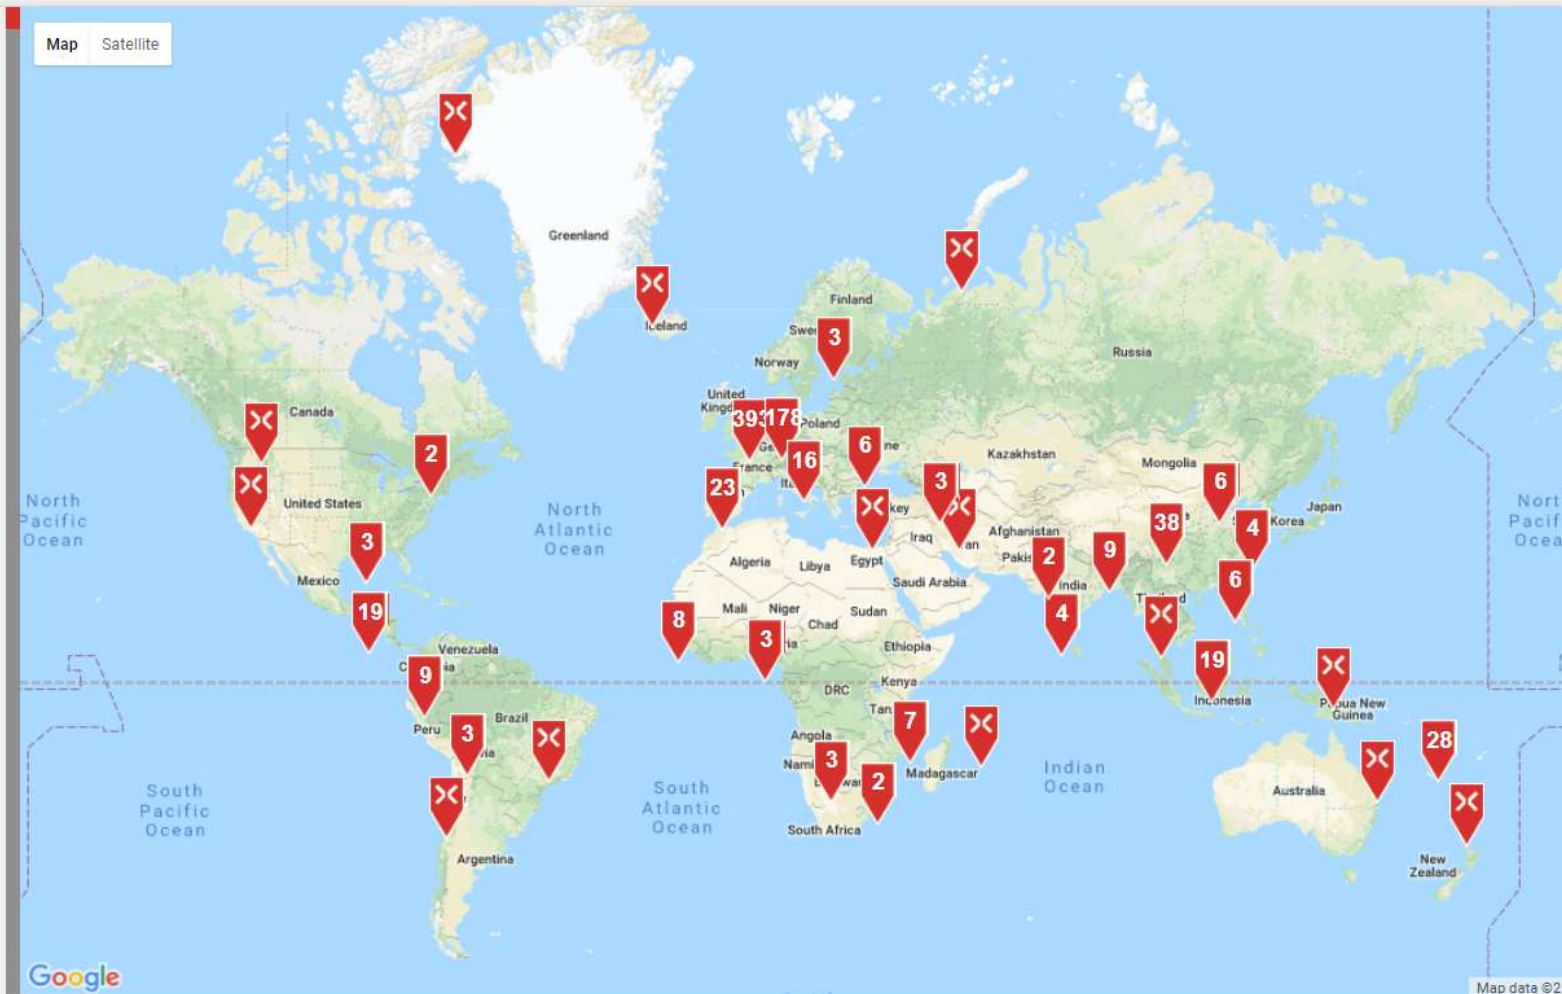 Map Satellite
Greenland
Iceland
Finland
Norway
Russia
Canada
United
Poland
France
Kazakhstan
Mongolia
United States
North
Pacific
Ocean
North
Atlantic
Ocean
Japan
Korea
Afghanistan
Iraq
Mexico
Algeria
Libya
Egypt
Saudi Arabia
India
Mali
Niger
Chad
Sudan
Ethiopia
Venezuela
DRC
Kenya
Indonesia
Papua New
Guinea
Brazil
Peru
Angola
Madagascar
South
Pacific
Ocean
South
Atlantic
Ocean
Indian
Ocean
Australia
South Africa
Argentina
New
Zealand
3
393
178
16
6
23
2
3
19
9
3
8
3
7
3
2
3
2
4
9
38
6
4
6
19
28
Google
Map data ©2